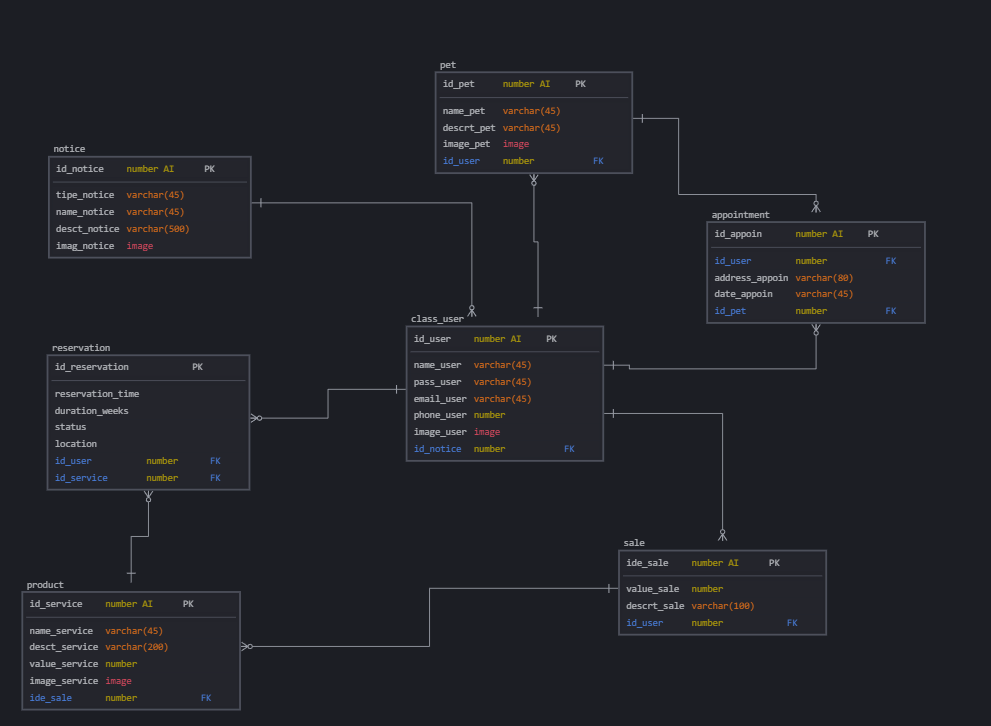 pet
id_pet number AI PK
name_pet varchar(45)
descrt_pet varchar(45)
image_pet image
id_user number FK
notice
id_notice number AI PK
tipe_notice varchar(45)
name_notice varchar(45)
desct_notice varchar(500)
imag_notice image
appointment
id_appoin number AI PK
id_user number FK
address_appoin varchar(80)
date_appoin varchar(45)
id_pet number FK
class_user
id_user number AI PK
name_user varchar(45)
pass_user varchar(45)
email_user varchar(45)
phone_user number
image_user image
id_notice number FK
reservation
id_reservation PK
reservation_time
duration_weeks
status
location
id_user number FK
id_service number FK
sale
ide_sale number AI PK
value_sale number
descrt_sale varchar(100)
id_user number FK
product
id_service number AI PK
name_service varchar(45)
desct_service varchar(200)
value_service number
image_service image
ide_sale number FK